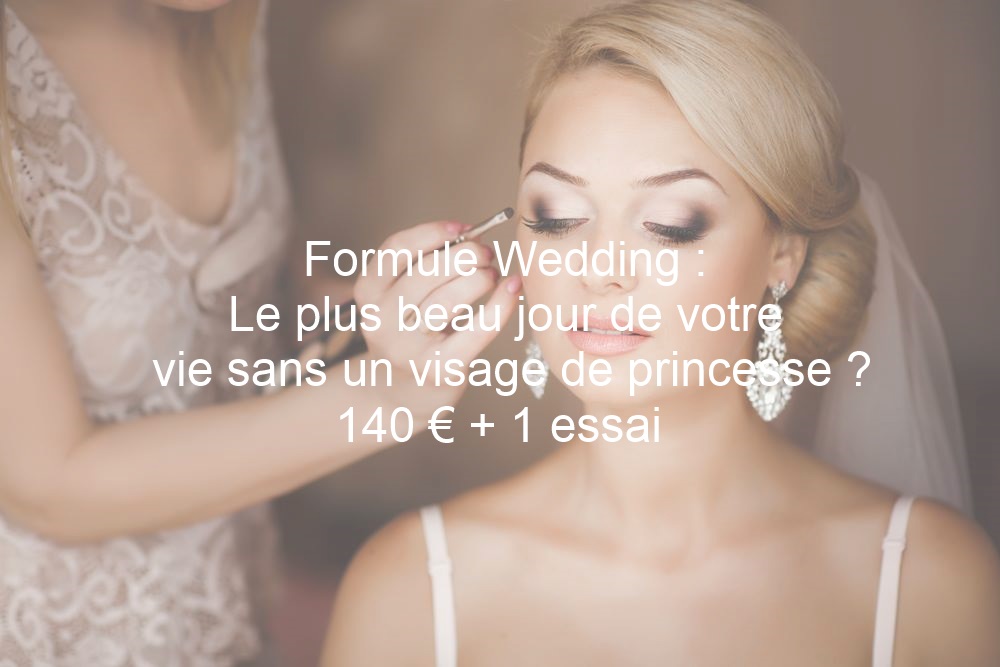 Formule Wedding :
Le plus beau jour de votre
vie sans un visage de princesse ?
140 € + 1 essai